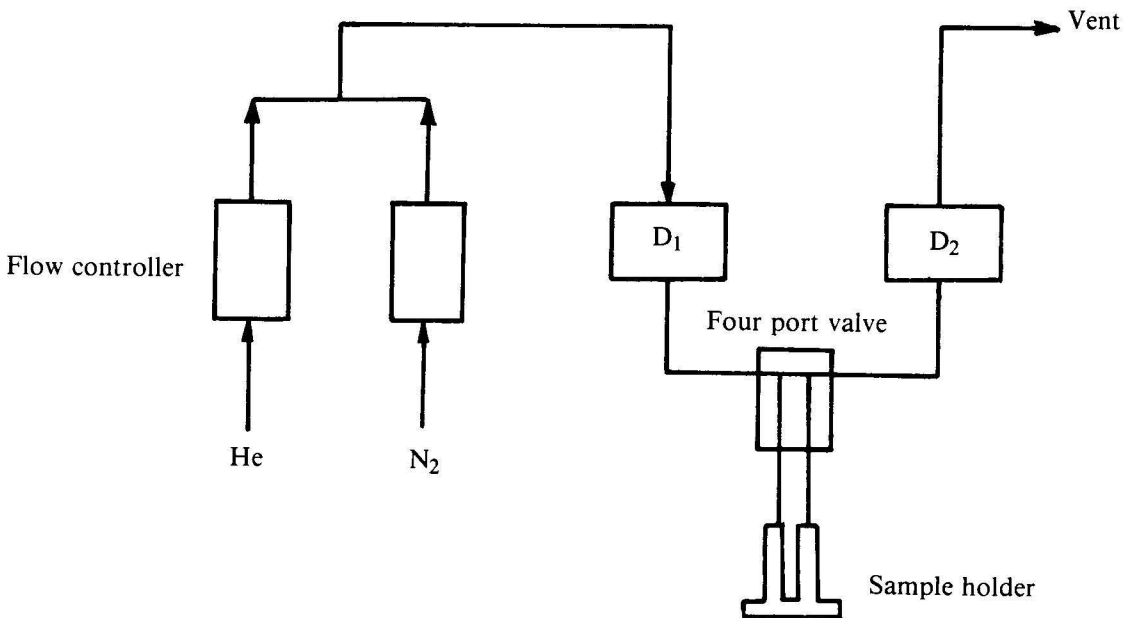 Vent
D₁
D₂
Flow controller
Four port valve
He
N₂
Sample holder